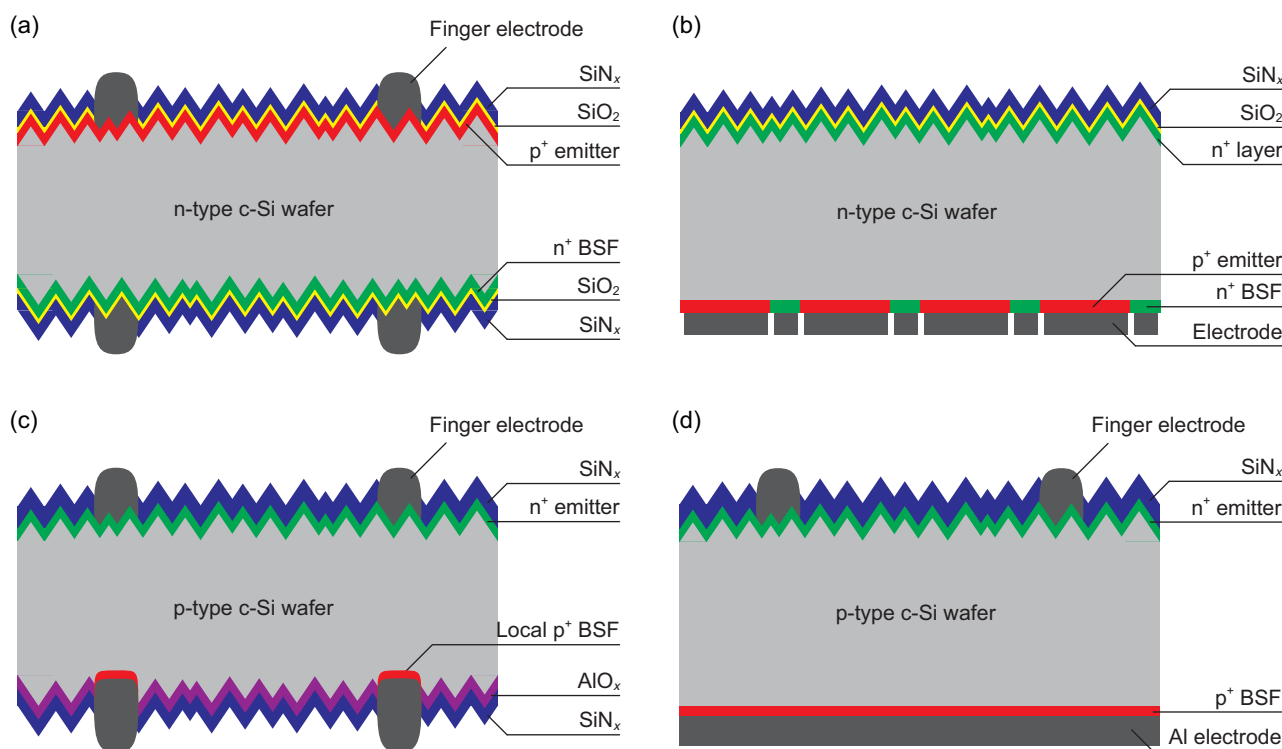 (a)
Finger electrode
SiNₓ
SiO₂
p⁺ emitter
n-type c-Si wafer
n⁺ BSF
SiO₂
SiNₓ
(b)
SiNₓ
SiO₂
n⁺ layer
n-type c-Si wafer
p⁺ emitter
n⁺ BSF
Electrode
(c)
Finger electrode
SiNₓ
n⁺ emitter
p-type c-Si wafer
Local p⁺ BSF
AlOₓ
SiNₓ
(d)
Finger electrode
SiNₓ
n⁺ emitter
p-type c-Si wafer
p⁺ BSF
Al electrode